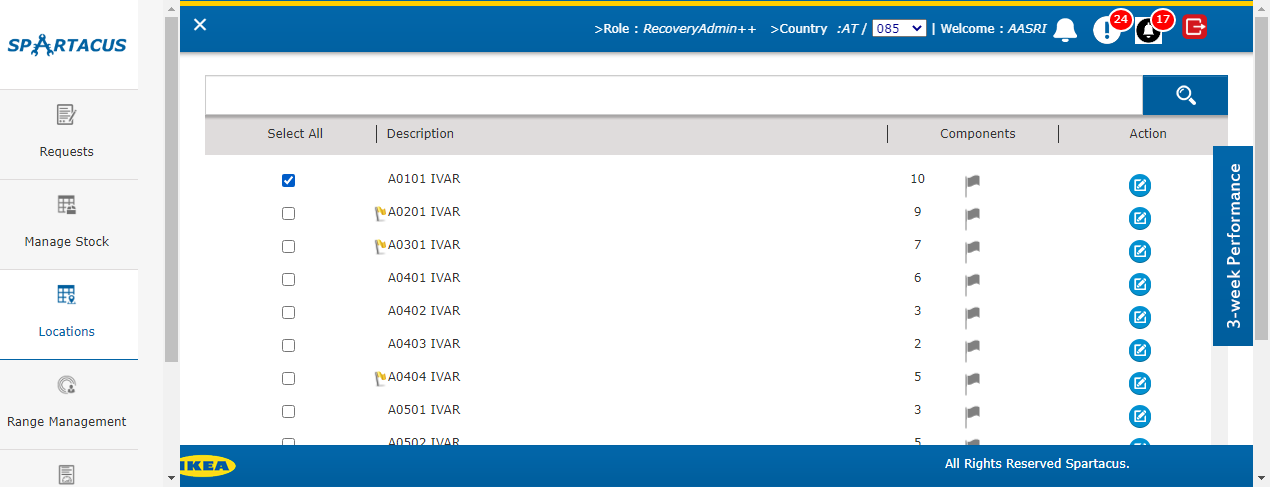 SPARTACUS
>Role : RecoveryAdmin++ >Country :AT / 085 | Welcome : AASRI 24 17
Requests
Manage Stock
Locations
Range Management
Select All Description Components Action
A0101 IVAR 10
A0201 IVAR 9
A0301 IVAR 7
A0401 IVAR 6
A0402 IVAR 3
A0403 IVAR 2
A0404 IVAR 5
A0501 IVAR 3
A0502 IVAR 5
3-week Performance
IKEA All Rights Reserved Spartacus.